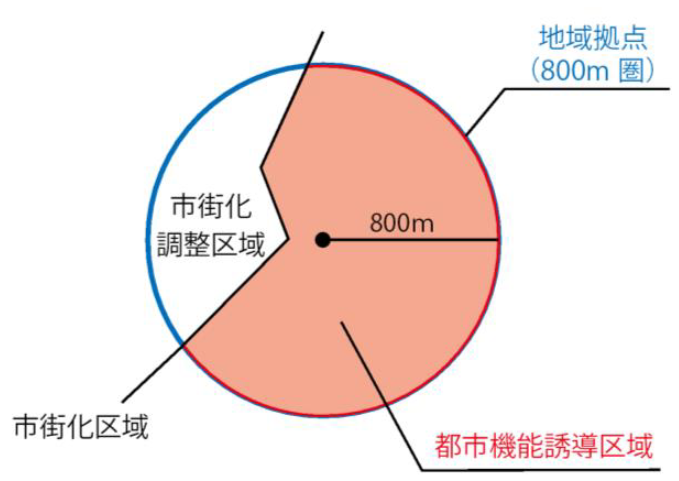 地域拠点
（800m 圏）
市街化
調整区域
800m
市街化区域
都市機能誘導区域